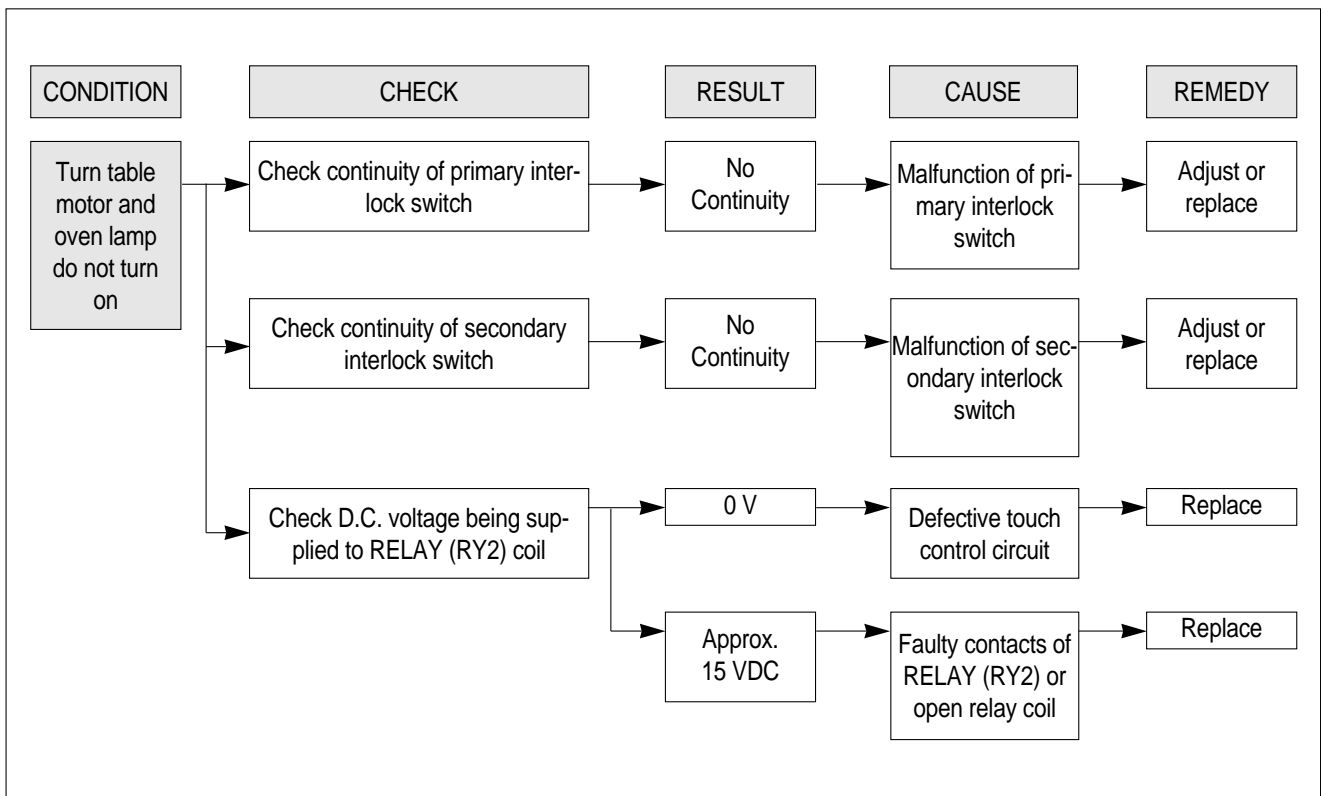 CONDITION
CHECK
RESULT
CAUSE
REMEDY
Turn table
motor and
oven lamp
do not turn
on
Check continuity of primary inter-
lock switch
No
Continuity
Malfunction of pri-
mary interlock
switch
Adjust or
replace
Check continuity of secondary
interlock switch
No
Continuity
Malfunction of sec-
ondary interlock
switch
Adjust or
replace
Check D.C. voltage being sup-
plied to RELAY (RY2) coil
0 V
Defective touch
control circuit
Replace
Approx.
15 VDC
Faulty contacts of
RELAY (RY2) or
open relay coil
Replace